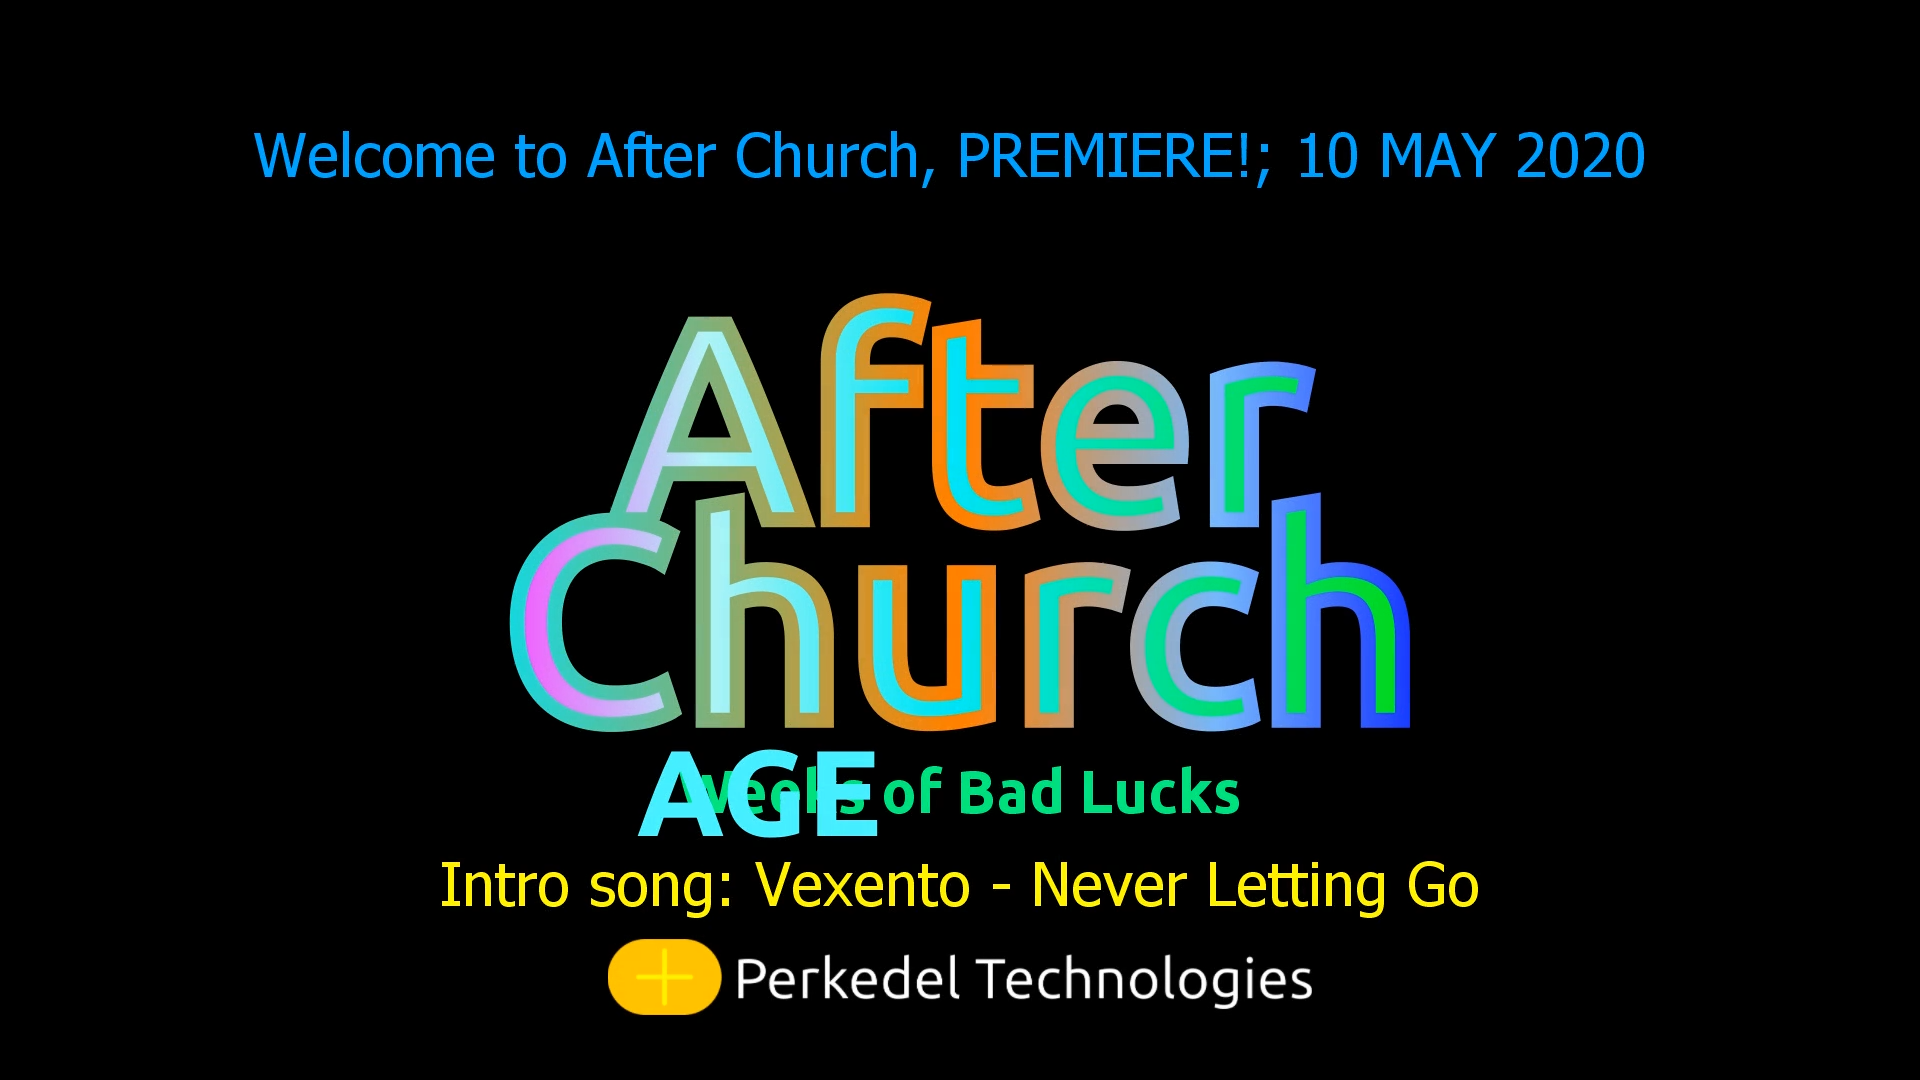 Welcome to After Church, PREMIERE!; 10 MAY 2020
After
Church
AGE
Weeks of Bad Lucks
Intro song: Vexento - Never Letting Go
Perkedel Technologies